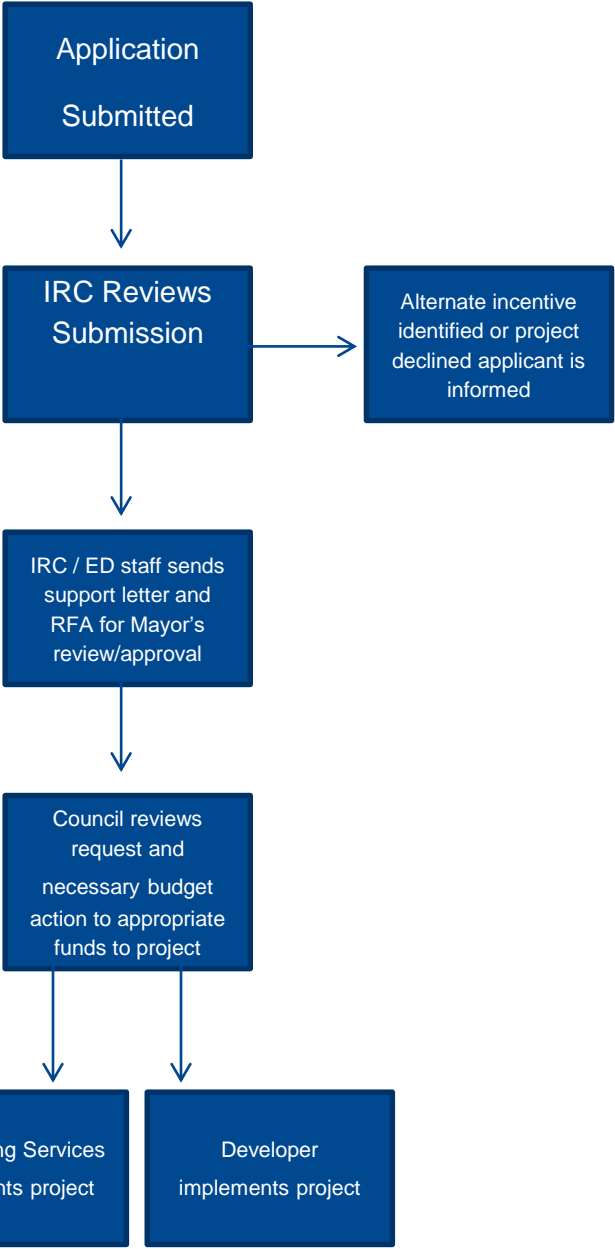 Application
Submitted
IRC Reviews
Submission
Alternate incentive
identified or project
declined applicant is
informed
IRC / ED staff sends
support letter and
RFA for Mayor’s
review/approval
Council reviews
request and
necessary budget
action to appropriate
funds to project
Services
project
Developer
implements project